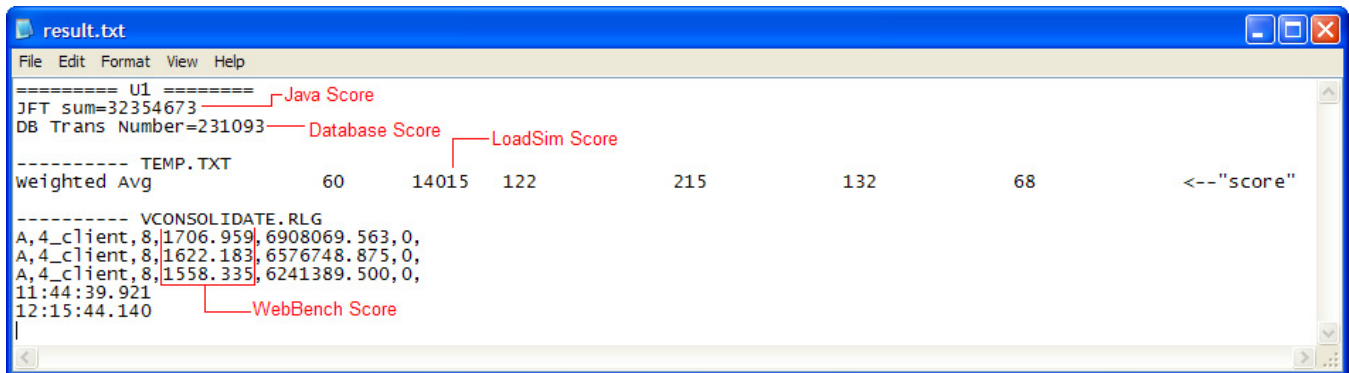 result.txt
File Edit Format View Help
========= U1 ========
JFT sum=32354673 Java Score
DB Trans Number=231093 Database Score
LoadSim Score
---------- TEMP.TXT
Weighted Avg 60 14015 122 215 132 68 <--"score"
---------- VCONSOLIDATE.RLG
A,4_client,8,1706.959,6908069.563,0,
A,4_client,8,1622.183,6576748.875,0,
A,4_client,8,1558.335,6241389.500,0,
11:44:39.921
12:15:44.140 WebBench Score